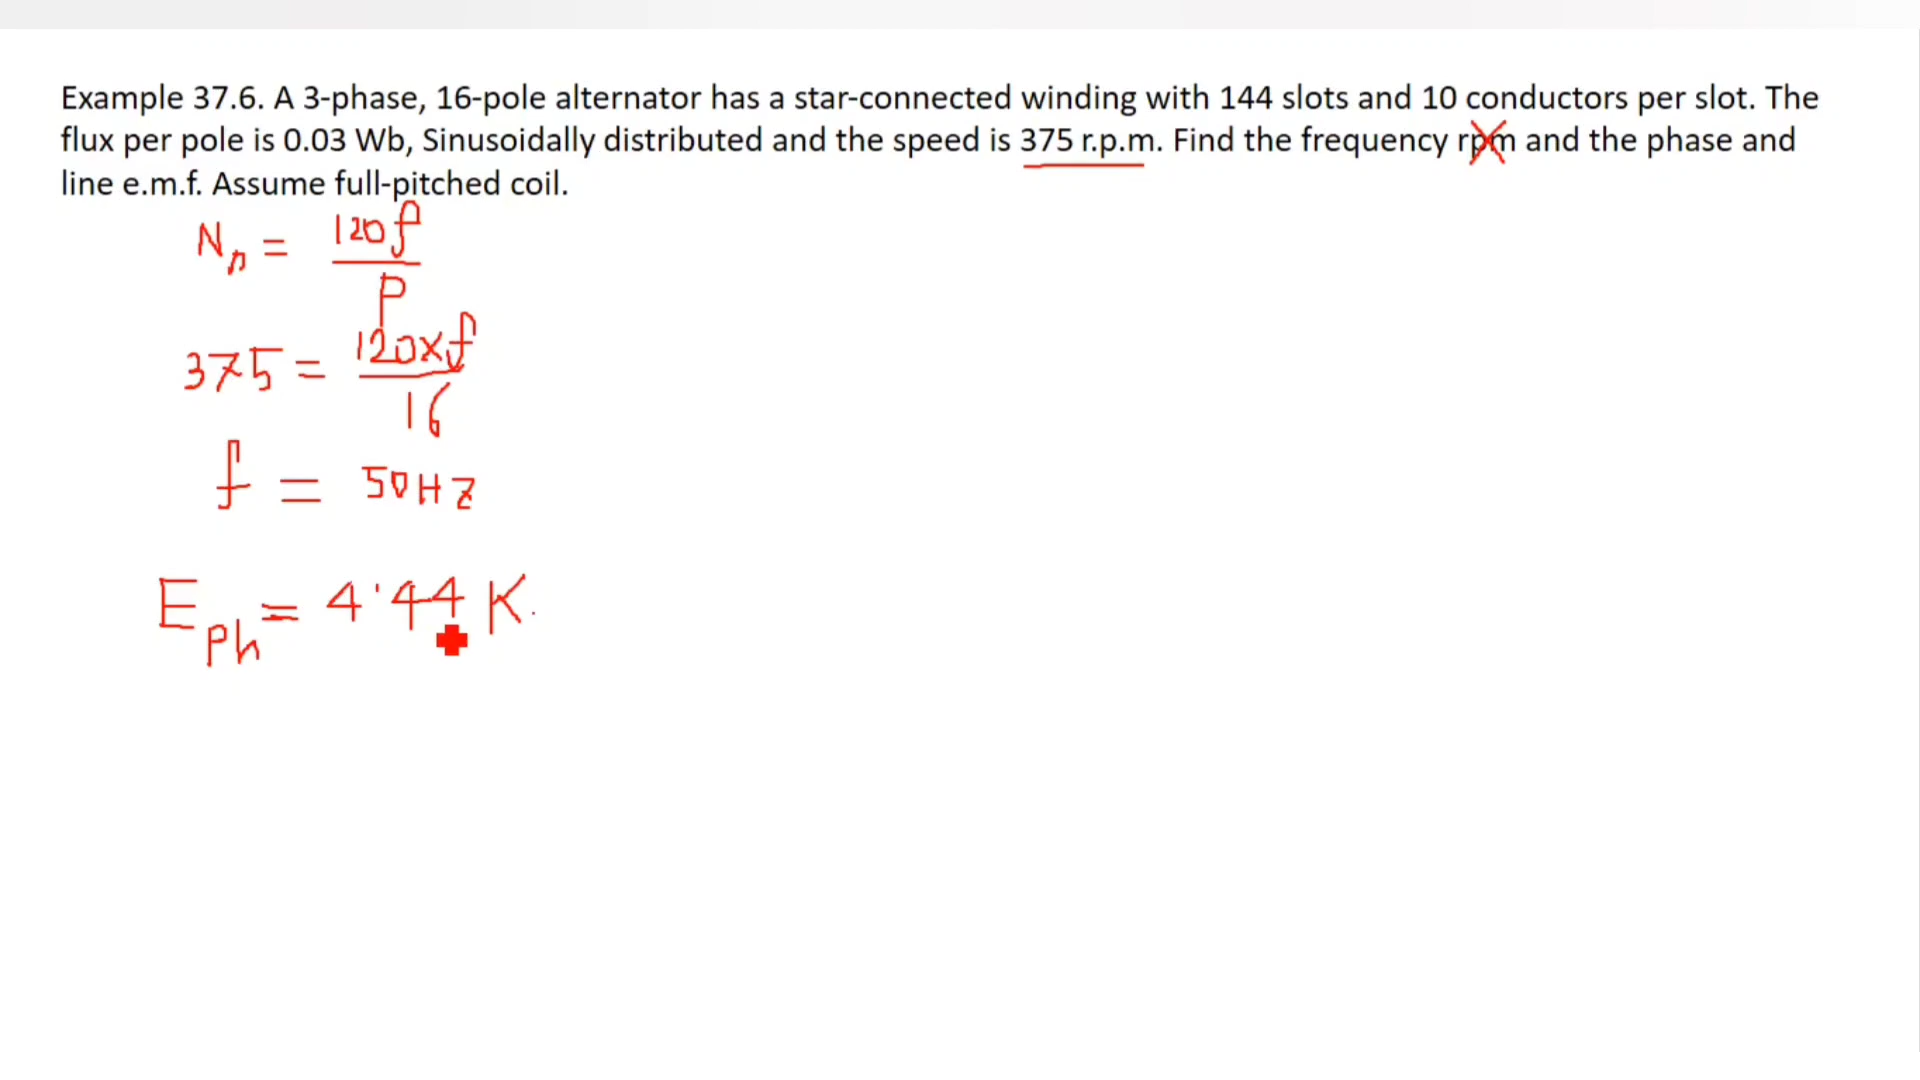 Example 37.6. A 3-phase, 16-pole alternator has a star-connected winding with 144 slots and 10 conductors per slot. The
flux per pole is 0.03 Wb, Sinusoidally distributed and the speed is 375 r.p.m. Find the frequency rpm and the phase and
line e.m.f. Assume full-pitched coil.
Ns = 120f
P
375 = 120xf
16
f = 50Hz
Eph = 4.44 K.